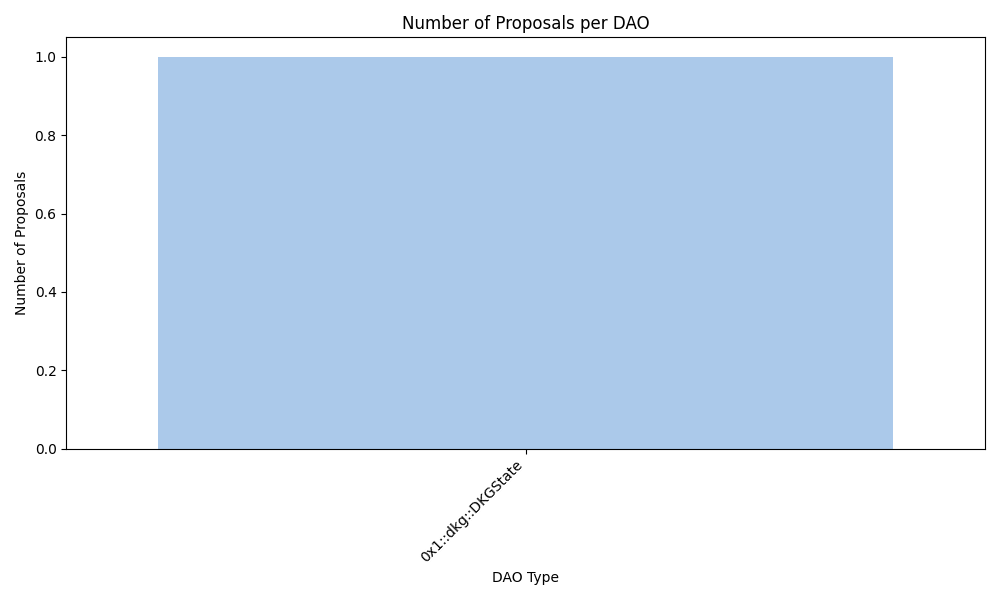 Number of Proposals per DAO
Number of Proposals
1.0
0.8
0.6
0.4
0.2
0.0
0x1::dkg::DKGState
DAO Type